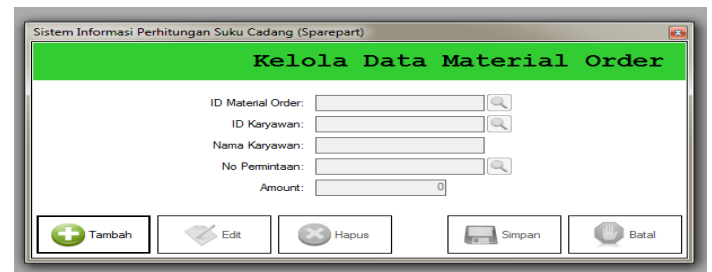 Sistem Informasi Perhitungan Suku Cadang (Sparepart)
Kelola Data Material Order
ID Material Order:
ID Karyawan:
Nama Karyawan:
No Permintaan:
Amount: 0
Tambah Edit Hapus Simpan Batal